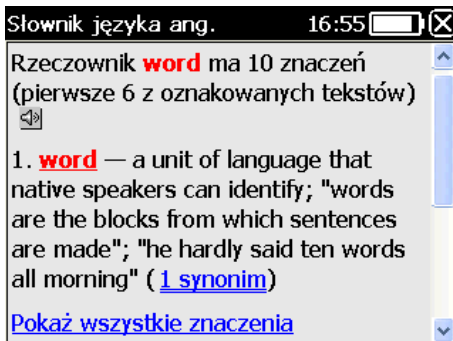 Słownik języka ang. 16:55
Rzeczownik word ma 10 znaczeń
(pierwsze 6 z oznakowanych tekstów)
1. word — a unit of language that
native speakers can identify; "words
are the blocks from which sentences
are made"; "he hardly said ten words
all morning" ( 1 synonim)
Pokaż wszystkie znaczenia